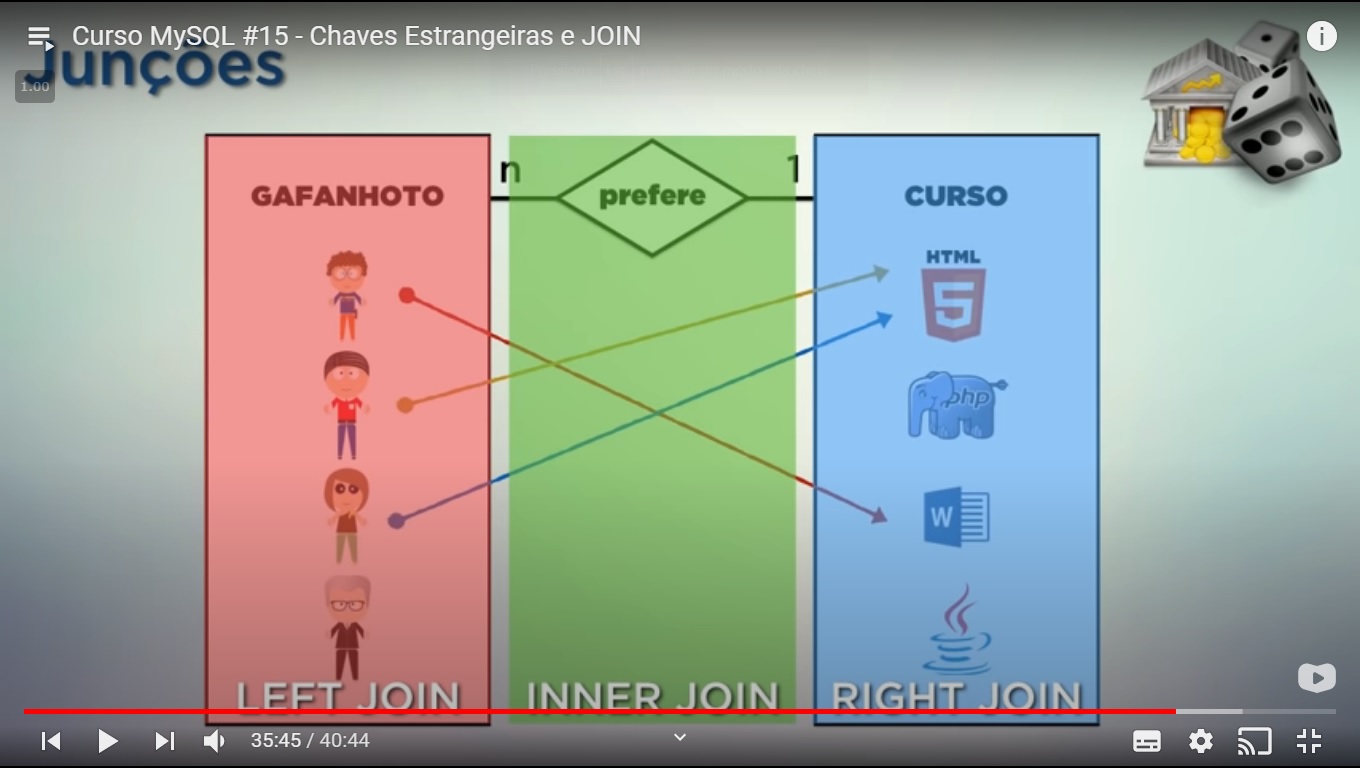 Curso MySQL #15 - Chaves Estrangeiras e JOIN
Junções
1.00
n
1
GAFANHOTO
prefere
CURSO
HTML
5
php
W
LEFT JOIN
INNER JOIN
RIGHT JOIN
35:45 / 40:44